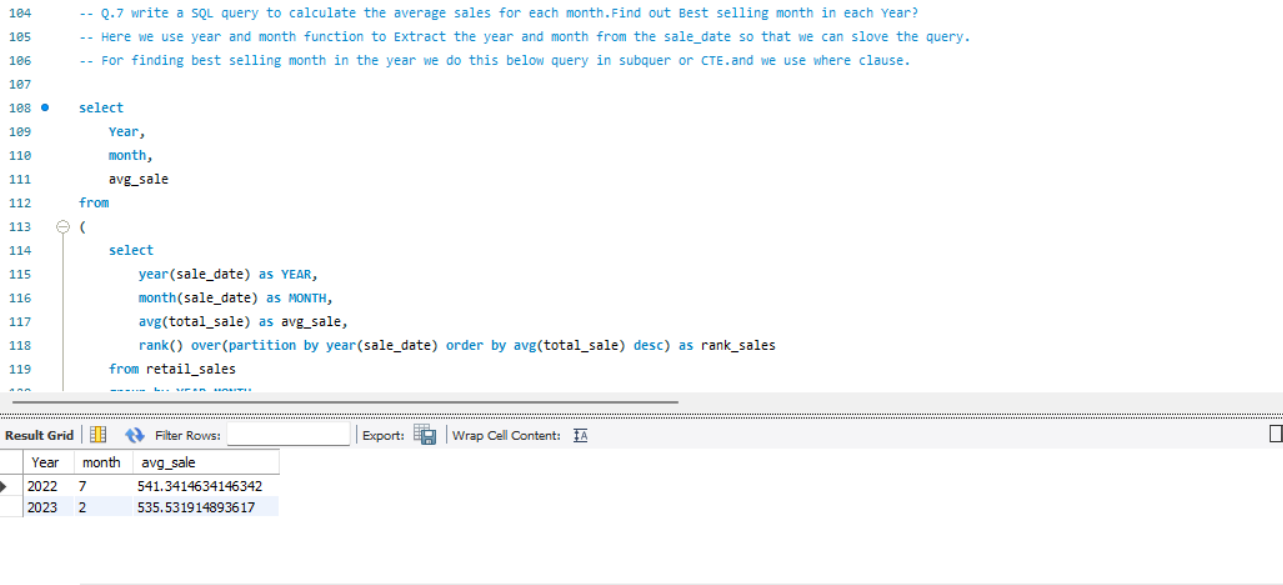 104 -- Q.7 write a SQL query to calculate the average sales for each month.Find out Best selling month in each Year?
105 -- Here we use year and month function to Extract the year and month from the sale_date so that we can slove the query.
106 -- For finding best selling month in the year we do this below query in subquer or CTE.and we use where clause.
107
108 select
109 Year,
110 month,
111 avg_sale
112 from
113 (
114 select
115 year(sale_date) as YEAR,
116 month(sale_date) as MONTH,
117 avg(total_sale) as avg_sale,
118 rank() over(partition by year(sale_date) order by avg(total_sale) desc) as rank_sales
119 from retail_sales
Result Grid Filter Rows: Export: Wrap Cell Content: IA
Year month avg_sale
2022 7 541.3414634146342
2023 2 535.531914893617